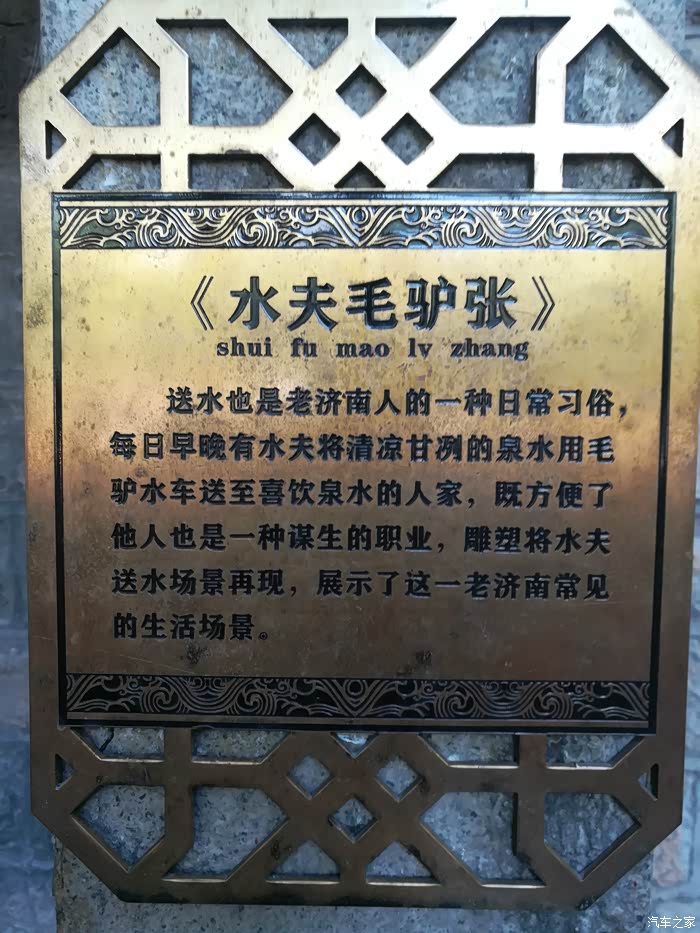 《水夫毛驴张》
shui fu mao lv zhang
送水也是老济南人的一种日常习俗，
每日早晚有水夫将清凉甘冽的泉水用毛
驴水车送至喜饮泉水的人家，既方便了
他人也是一种谋生的职业，雕塑将水夫
送水场景再现，展示了这一老济南常见
的生活场景。
汽车之家